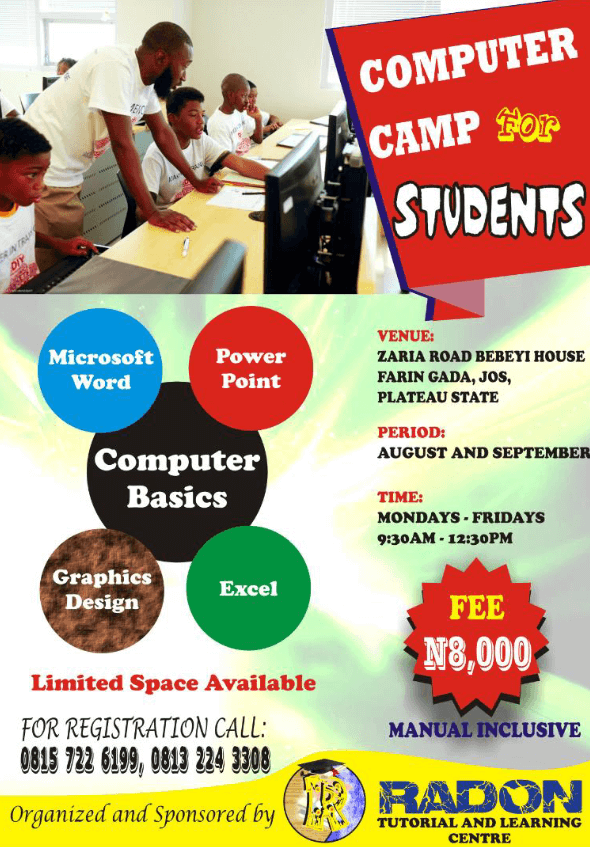 COMPUTER
CAMP for
STUDENTS
Microsoft
Word
Power
Point
Computer
Basics
Graphics
Design
Excel
VENUE:
ZARIA ROAD BEBEYI HOUSE
FARIN GADA, JOS,
PLATEAU STATE
PERIOD:
AUGUST AND SEPTEMBER
TIME:
MONDAYS - FRIDAYS
9:30AM - 12:30PM
FEE
₦8,000
MANUAL INCLUSIVE
Limited Space Available
FOR REGISTRATION CALL:
0815 722 6199, 0813 224 3308
Organized and Sponsored by
RADON
TUTORIAL AND LEARNING
CENTRE